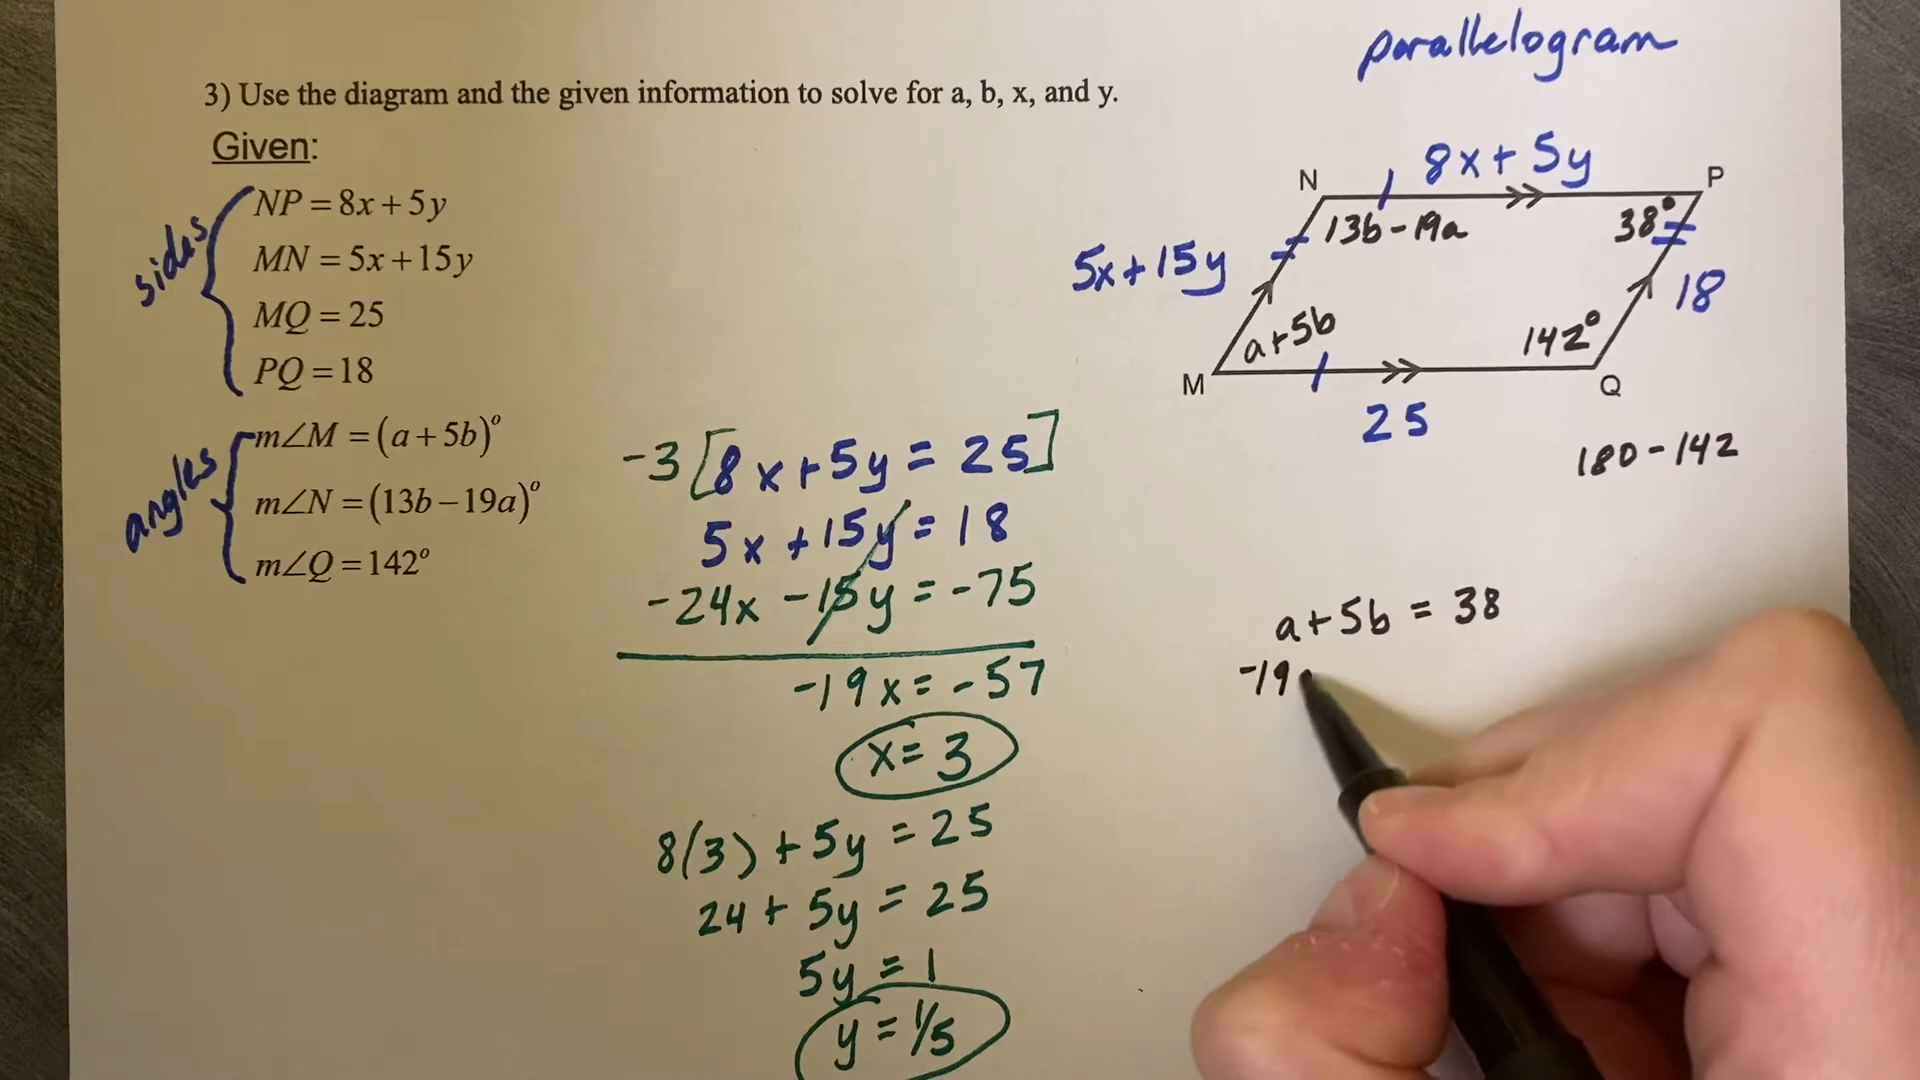 parallelogram
3) Use the diagram and the given information to solve for a, b, x, and y.
Given:
sides
NP = 8x + 5y
MN = 5x + 15y
MQ = 25
PQ = 18
angles
m∠M = (a + 5b)°
m∠N = (13b – 19a)°
m∠Q = 142°
N
8x + 5y
P
13b - 19a
38°
5x + 15y
18
a + 5b
142°
M
Q
25
180 - 142
-3 [8x + 5y = 25]
5x + 15y = 18
-24x - 15y = -75
-19x = -57
x = 3
8(3) + 5y = 25
24 + 5y = 25
5y = 1
y = 1/5
a + 5b = 38
-19